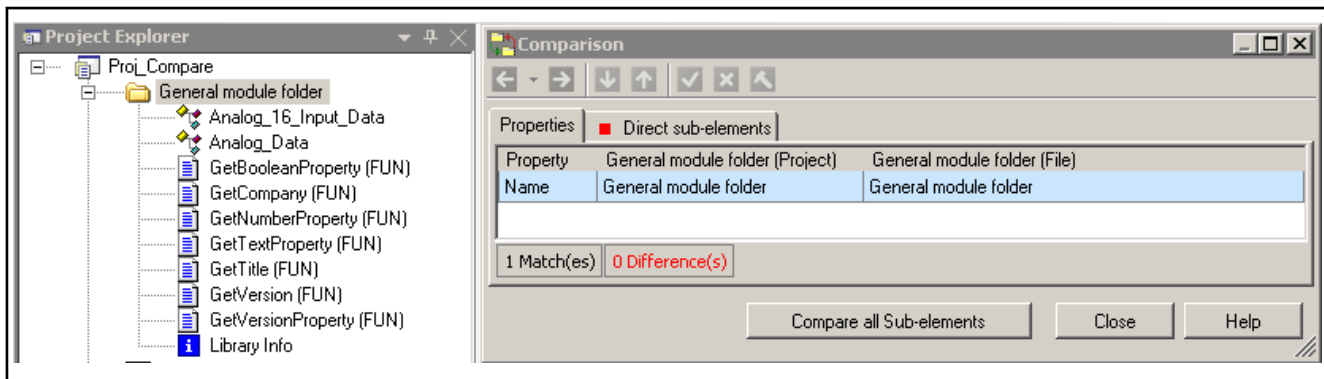 Project Explorer
Proj_Compare
General module folder
Analog_16_Input_Data
Analog_Data
GetBooleanProperty (FUN)
GetCompany (FUN)
GetNumberProperty (FUN)
GetTextProperty (FUN)
GetTitle (FUN)
GetVersion (FUN)
GetVersionProperty (FUN)
Library Info
Comparison
Properties Direct sub-elements
Property General module folder (Project) General module folder (File)
Name General module folder General module folder
1 Match(es) 0 Difference(s)
Compare all Sub-elements Close Help